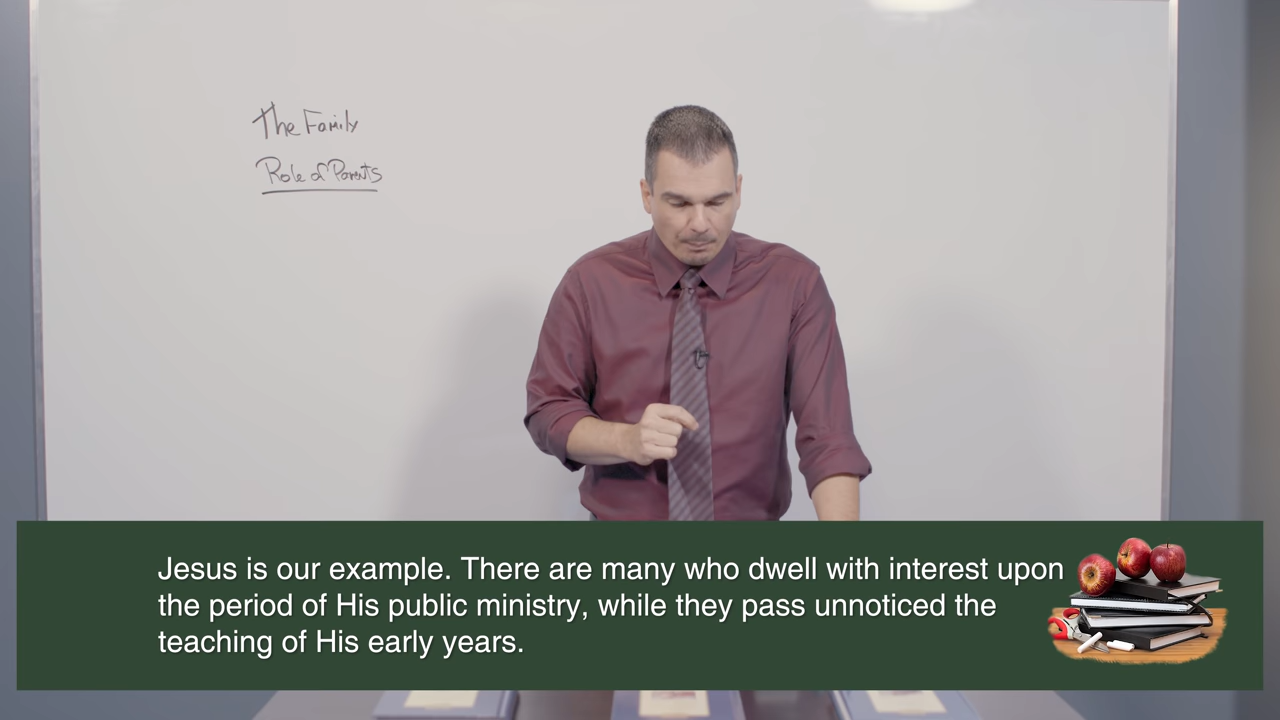 The Family
Role of Parents
Jesus is our example. There are many who dwell with interest upon
the period of His public ministry, while they pass unnoticed the
teaching of His early years.